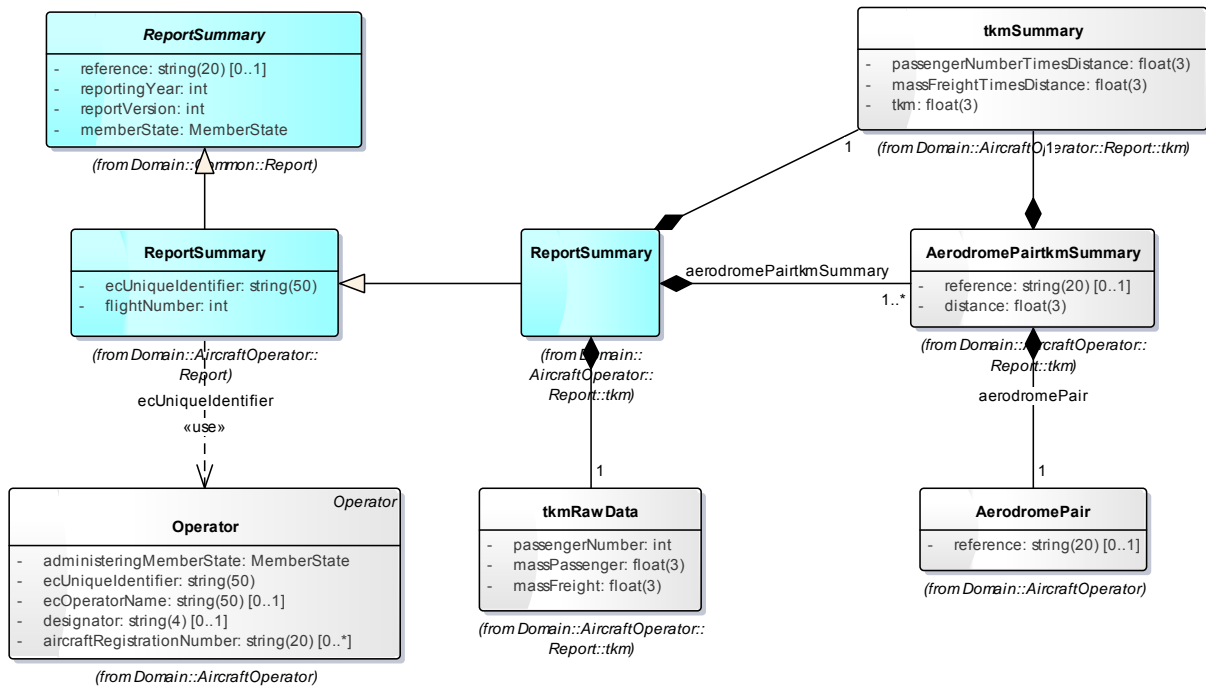 ReportSummary
- reference: string(20) [0..1]
- reportingYear: int
- reportVersion: int
- memberState: MemberState
(from Domain::Common::Report)
tkmSummary
- passengerNumberTimesDistance: float(3)
- massFreightTimesDistance: float(3)
- tkm: float(3)
(from Domain::AircraftOperator::Report::tkm)
1
1
ReportSummary
- ecUniqueIdentifier: string(50)
- flightNumber: int
(from Domain::AircraftOperator::
Report)
ReportSummary
(from Domain::
AircraftOperator::
Report::tkm)
aerodromePairtkmSummary
1..*
AerodromePairtkmSummary
- reference: string(20) [0..1]
- distance: float(3)
(from Domain::AircraftOperator::
Report::tkm)
ecUniqueIdentifier
«use»
aerodromePair
1
1
Operator
Operator
- administeringMemberState: MemberState
- ecUniqueIdentifier: string(50)
- ecOperatorName: string(50) [0..1]
- designator: string(4) [0..1]
- aircraftRegistrationNumber: string(20) [0..*]
(from Domain::AircraftOperator)
tkmRawData
- passengerNumber: int
- massPassenger: float(3)
- massFreight: float(3)
(from Domain::AircraftOperator::
Report::tkm)
AerodromePair
- reference: string(20) [0..1]
(from Domain::AircraftOperator)